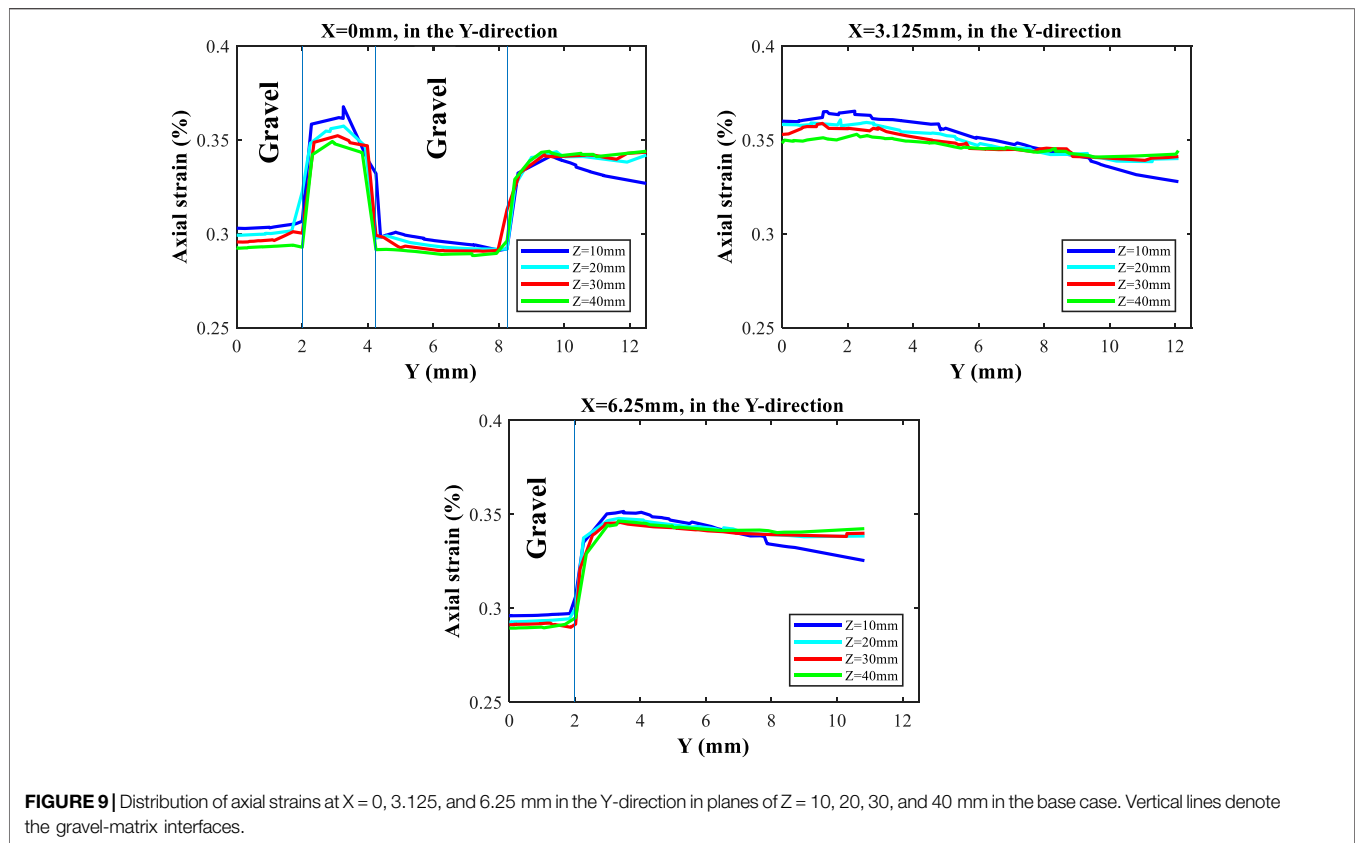 X=0mm, in the Y-direction
0.4
0.35
0.3
0.25
Axial strain (%)
Gravel
Gravel
Z=10mm
Z=20mm
Z=30mm
Z=40mm
0 2 4 6 8 10 12
Y (mm)
X=3.125mm, in the Y-direction
0.4
0.35
0.3
0.25
Axial strain (%)
Z=10mm
Z=20mm
Z=30mm
Z=40mm
0 2 4 6 8 10 12
Y (mm)
X=6.25mm, in the Y-direction
0.4
0.35
0.3
0.25
Axial strain (%)
Gravel
Z=10mm
Z=20mm
Z=30mm
Z=40mm
0 2 4 6 8 10 12
Y (mm)
FIGURE 9 | Distribution of axial strains at X = 0, 3.125, and 6.25 mm in the Y-direction in planes of Z = 10, 20, 30, and 40 mm in the base case. Vertical lines denote
the gravel-matrix interfaces.